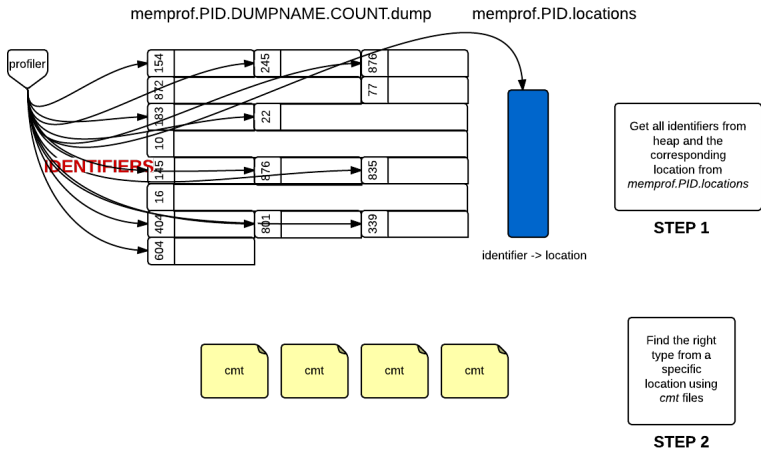 memprof.PID.DUMPNAME.COUNT.dump
memprof.PID.locations
profiler
154
245
876
872
77
183
22
10
IDENTIFIERS
145
876
835
16
404
801
339
604
identifier -> location
Get all identifiers from
heap and the
corresponding
location from
memprof.PID.locations
STEP 1
cmt
cmt
cmt
cmt
Find the right
type from a
specific
location using
cmt files
STEP 2